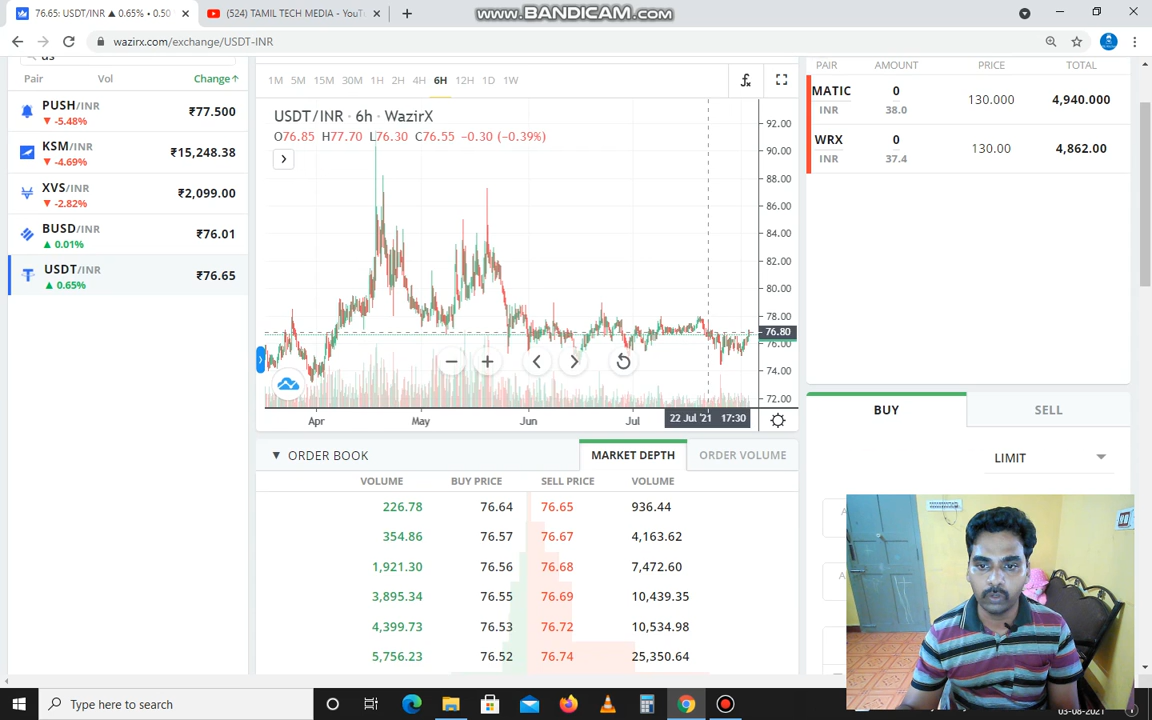 76.65: USDT/INR ▲ 0.65% • 0.50
(524) TAMIL TECH MEDIA - YouT
www.BANDICAM.com
wazirx.com/exchange/USDT-INR
us
Pair Vol Change↑
PUSH/INR ₹77.500
▼ -5.48%
KSM/INR ₹15,248.38
▼ -4.69%
XVS/INR ₹2,099.00
▼ -2.82%
BUSD/INR ₹76.01
▲ 0.01%
USDT/INR ₹76.65
▲ 0.65%
1M 5M 15M 30M 1H 2H 4H 6H 12H 1D 1W
USDT/INR · 6h · WazirX
O76.85 H77.70 L76.30 C76.55 −0.30 (−0.39%)
92.00
90.00
88.00
86.00
84.00
82.00
80.00
78.00
76.80
76.00
74.00
72.00
Apr May Jun Jul 22 Jul '21 17:30
▼ ORDER BOOK MARKET DEPTH ORDER VOLUME
VOLUME BUY PRICE SELL PRICE VOLUME
226.78 76.64 76.65 936.44
354.86 76.57 76.67 4,163.62
1,921.30 76.56 76.68 7,472.60
3,895.34 76.55 76.69 10,439.35
4,399.73 76.53 76.72 10,534.98
5,756.23 76.52 76.74 25,350.64
PAIR AMOUNT PRICE TOTAL
MATIC 0 130.000 4,940.000
INR 38.0
WRX 0 130.00 4,862.00
INR 37.4
BUY SELL
LIMIT
Type here to search
03-08-2021